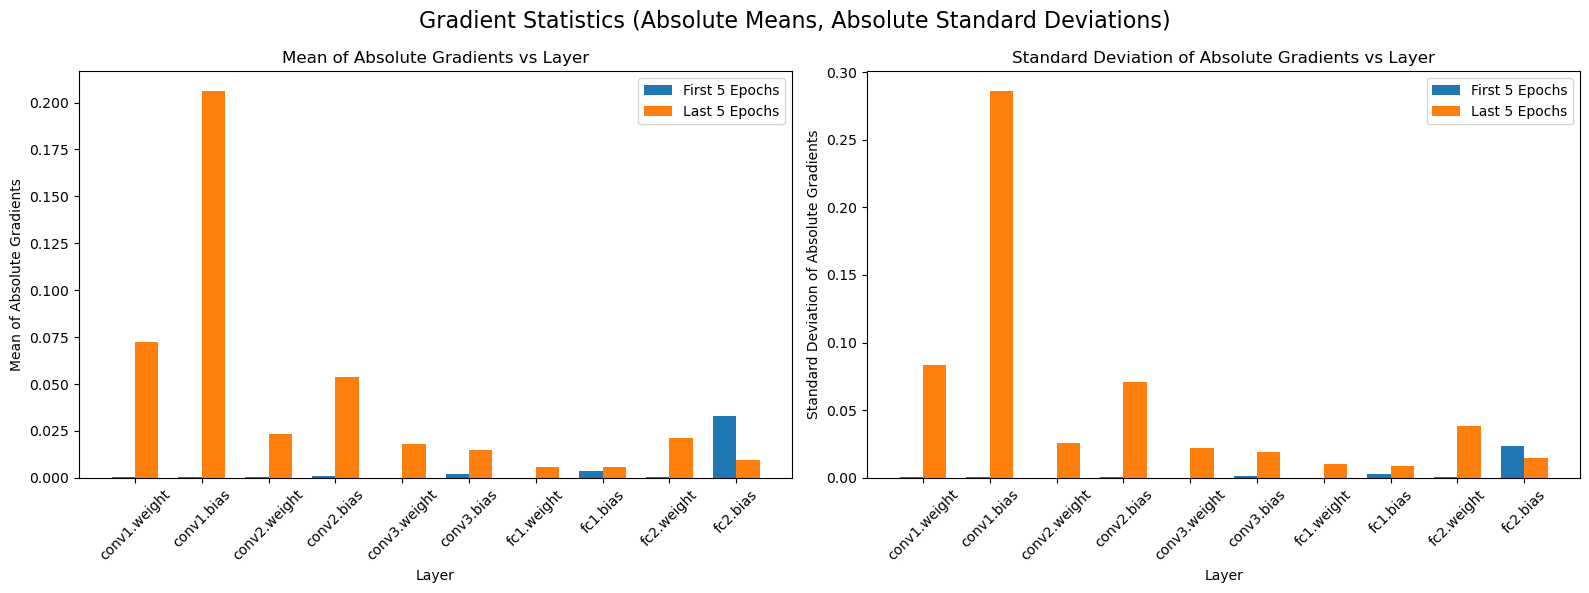 Gradient Statistics (Absolute Means, Absolute Standard Deviations)
Mean of Absolute Gradients vs Layer
Mean of Absolute Gradients
0.200
0.175
0.150
0.125
0.100
0.075
0.050
0.025
0.000
First 5 Epochs
Last 5 Epochs
conv1.weight
conv1.bias
conv2.weight
conv2.bias
conv3.weight
conv3.bias
fc1.weight
fc1.bias
fc2.weight
fc2.bias
Layer
Standard Deviation of Absolute Gradients vs Layer
Standard Deviation of Absolute Gradients
0.30
0.25
0.20
0.15
0.10
0.05
0.00
First 5 Epochs
Last 5 Epochs
conv1.weight
conv1.bias
conv2.weight
conv2.bias
conv3.weight
conv3.bias
fc1.weight
fc1.bias
fc2.weight
fc2.bias
Layer